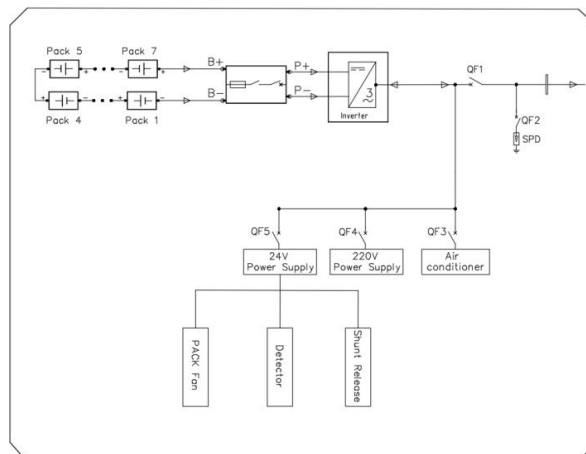 Pack 5
Pack 7
B+
P+
QF1
B-
P-
3
Pack 4
Pack 1
Inverter
QF2
SPD
QF5
QF4
QF3
24V
Power Supply
220V
Power Supply
Air
conditioner
PACK Fan
Detector
Shunt Release